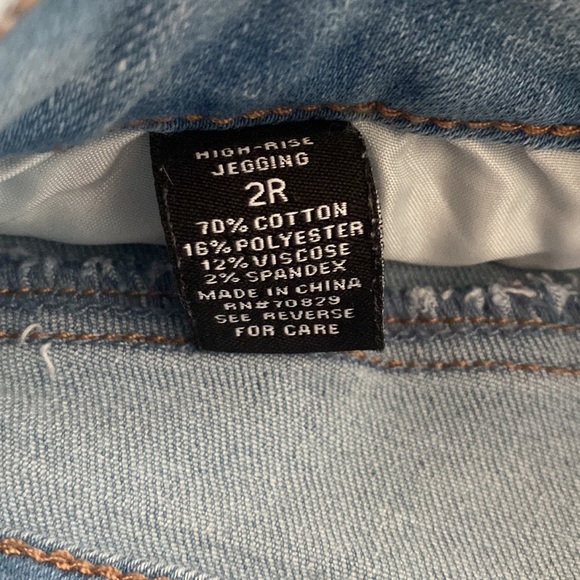 HIGH-RISE
JEGGING
2R
70% COTTON
16% POLYESTER
12% VISCOSE
2% SPANDEX
MADE IN CHINA
RN#70829
SEE REVERSE
FOR CARE